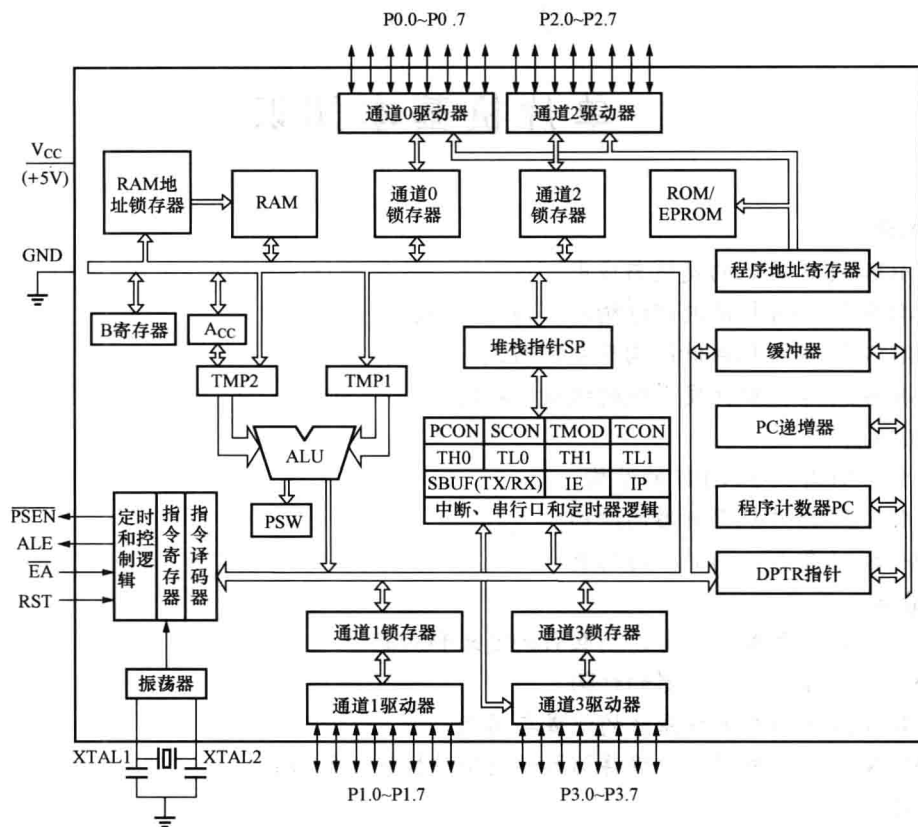 P0.0~P0 .7
P2.0~P2.7
通道0驱动器
通道2驱动器
VCC
(+5V)
RAM地
址锁存器
RAM
通道0
锁存器
通道2
锁存器
ROM/
EPROM
GND
程序地址寄存器
B寄存器
ACC
堆栈指针SP
缓冲器
TMP2
TMP1
PC递增器
PCON SCON TMOD TCON
TH0 TL0 TH1 TL1
SBUF(TX/RX) IE IP
中断、串行口和定时器逻辑
ALU
PSW
程序计数器PC
PSEN
ALE
EA
RST
定时
和控
制逻
辑
指令寄存器
指令译码器
DPTR指针
通道1锁存器
通道3锁存器
振荡器
通道1驱动器
通道3驱动器
XTAL1
XTAL2
P1.0~P1.7
P3.0~P3.7